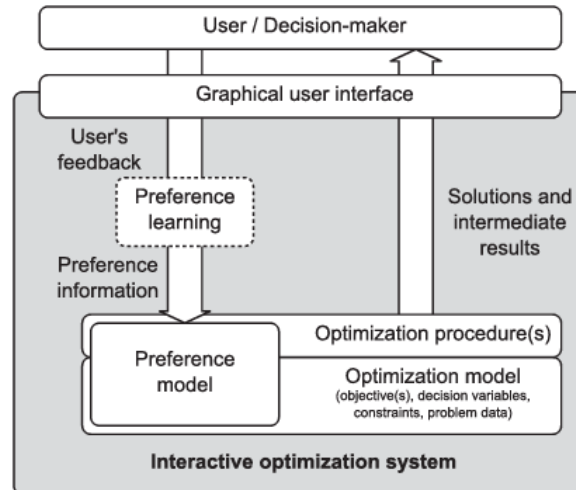 User / Decision-maker
Graphical user interface
User's
feedback
Preference
learning
Solutions and
intermediate
results
Preference
information
Optimization procedure(s)
Preference
model
Optimization model
(objective(s), decision variables,
constraints, problem data)
Interactive optimization system